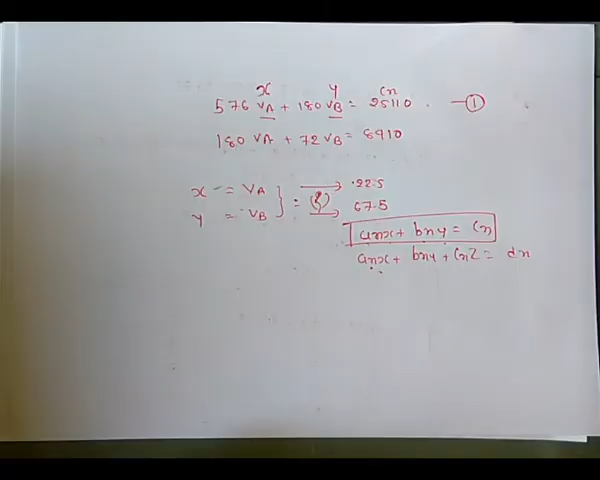 x y Cn
576 VA + 180 VB = 25110 . — 1
180 VA + 72 VB = 8910
x = VA
y = VB
} =
22.5
67.5
anx + bny = Cn
anx + bny + CnZ = dn